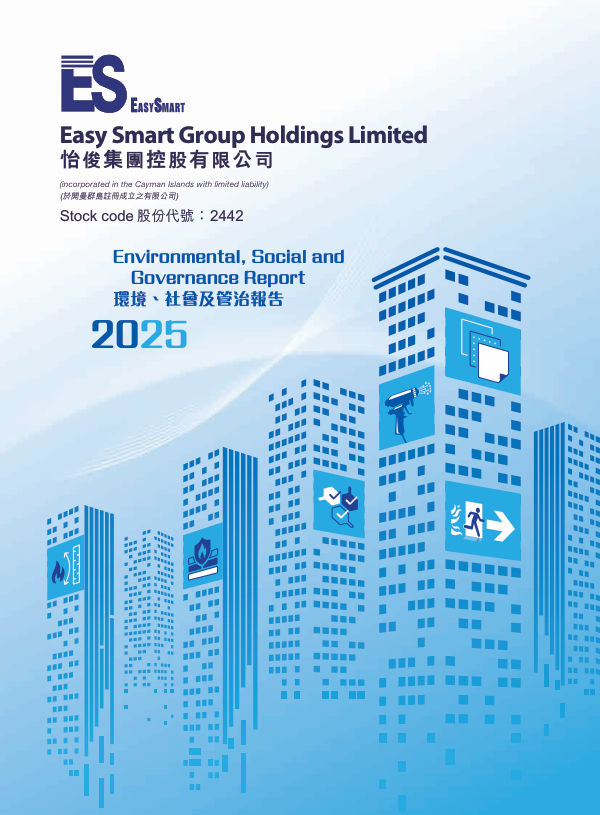 ES EASYSMART
Easy Smart Group Holdings Limited
怡俊集團控股有限公司
(incorporated in the Cayman Islands with limited liability)
(於開曼群島註冊成立之有限公司)
Stock code 股份代號：2442
Environmental, Social and
Governance Report
環境、社會及管治報告
2025